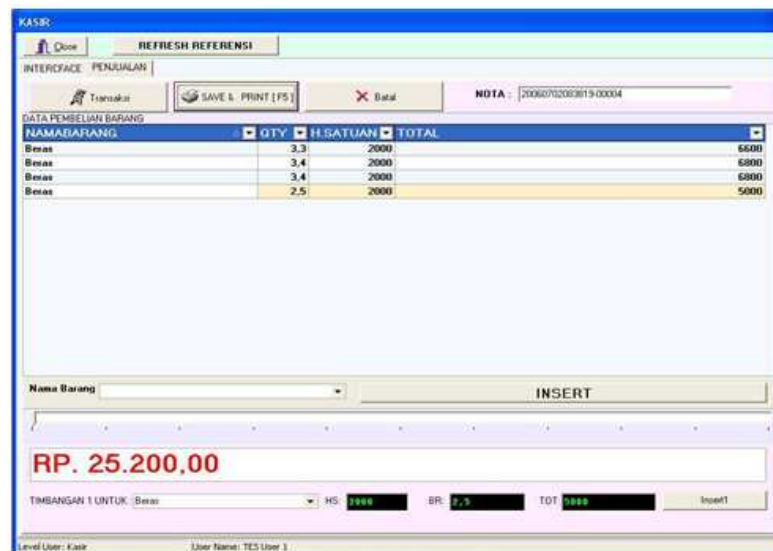 KASIR
Close REFRESH REFERENSI
INTERCFACE PENJUALAN
Transaksi SAVE & PRINT [F5] Batal NOTA : 20060702083819-00004
DATA PEMBELIAN BARANG
NAMABARANG QTY H.SATUAN TOTAL
Beras 3,3 2000 6600
Beras 3,4 2000 6800
Beras 3,4 2000 6800
Beras 2,5 2000 5000
Nama Barang INSERT
RP. 25.200,00
TIMBANGAN 1 UNTUK Beras HS: 2000 BR: 2,5 TOT 5000 Insert1
Level User: Kasir User Name: TES User 1